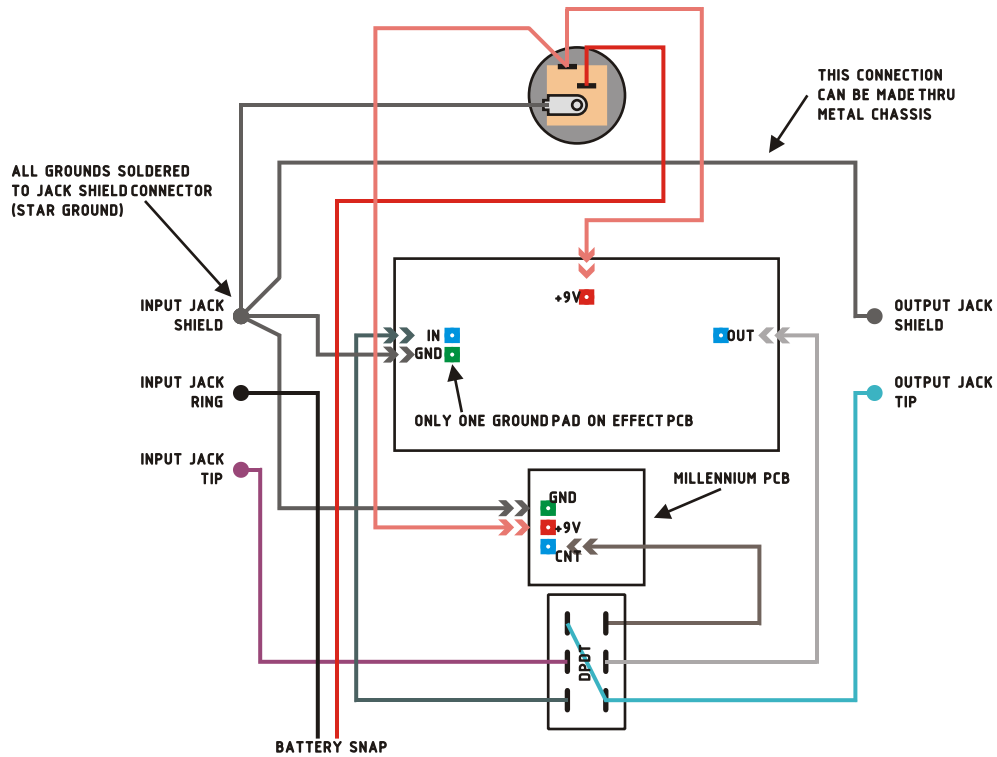 THIS CONNECTION
CAN BE MADE THRU
METAL CHASSIS
ALL GROUNDS SOLDERED
TO JACK SHIELD CONNECTOR
(STAR GROUND)
+9V
INPUT JACK
SHIELD
OUTPUT JACK
SHIELD
IN
OUT
GND
INPUT JACK
RING
OUTPUT JACK
TIP
ONLY ONE GROUND PAD ON EFFECT PCB
INPUT JACK
TIP
MILLENNIUM PCB
GND
+9V
CNT
DPDT
BATTERY SNAP